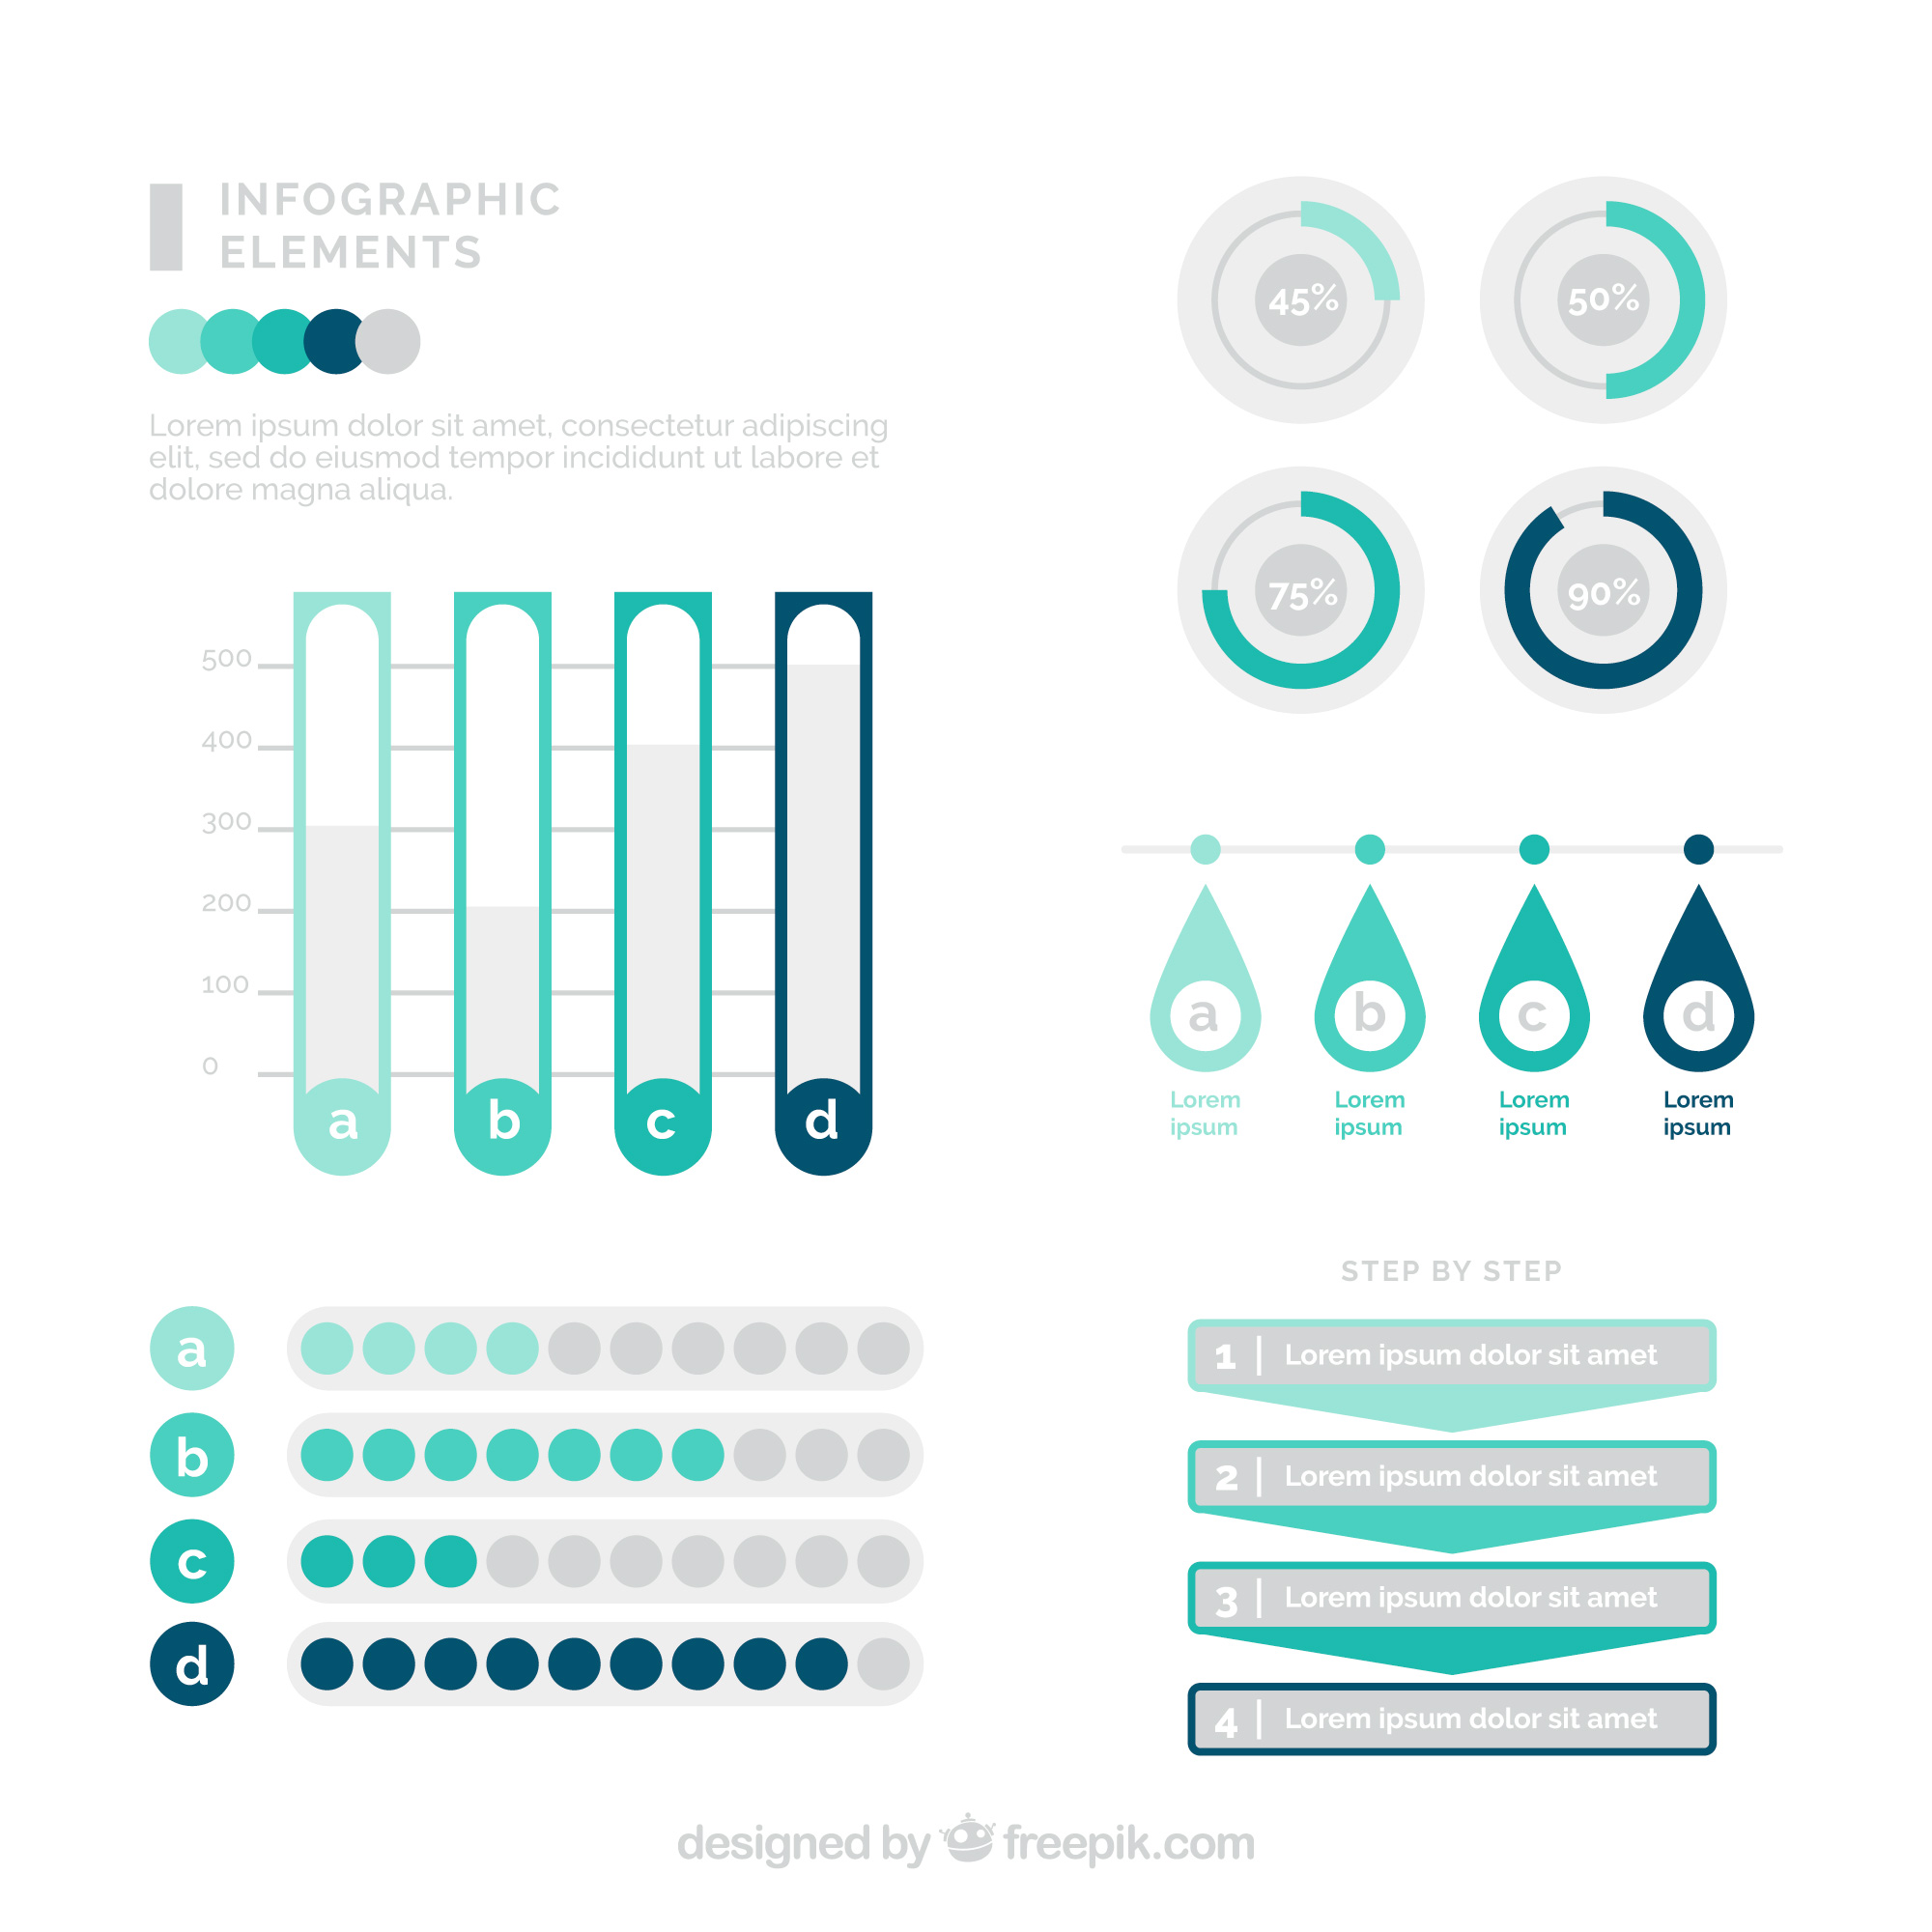 INFOGRAPHIC
ELEMENTS
Lorem ipsum dolor sit amet, consectetur adipiscing
elit, sed do eiusmod tempor incididunt ut labore et
dolore magna aliqua.
45%
50%
75%
90%
500
400
300
200
100
0
a
b
c
d
a
b
c
d
Lorem
ipsum
Lorem
ipsum
Lorem
ipsum
Lorem
ipsum
a
b
c
d
STEP BY STEP
1 Lorem ipsum dolor sit amet
2 Lorem ipsum dolor sit amet
3 Lorem ipsum dolor sit amet
4 Lorem ipsum dolor sit amet
designed by freepik.com